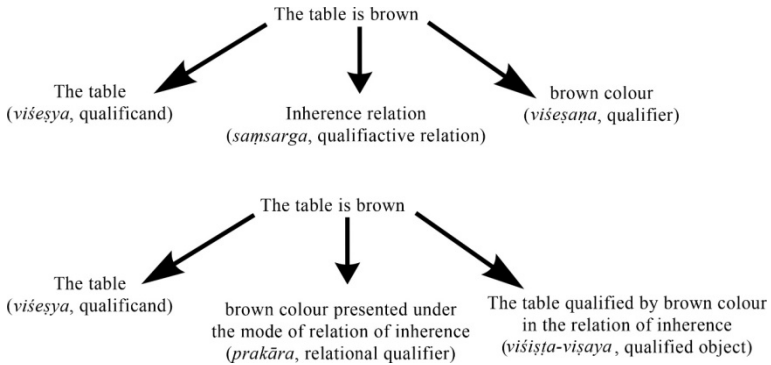 The table is brown
The table
(viśeṣya, qualificand)
Inherence relation
(saṃsarga, qualifiactive relation)
brown colour
(viśeṣaṇa, qualifier)
The table is brown
The table
(viśeṣya, qualificand)
brown colour presented under
the mode of relation of inherence
(prakāra, relational qualifier)
The table qualified by brown colour
in the relation of inherence
(viśiṣṭa-viṣaya, qualified object)